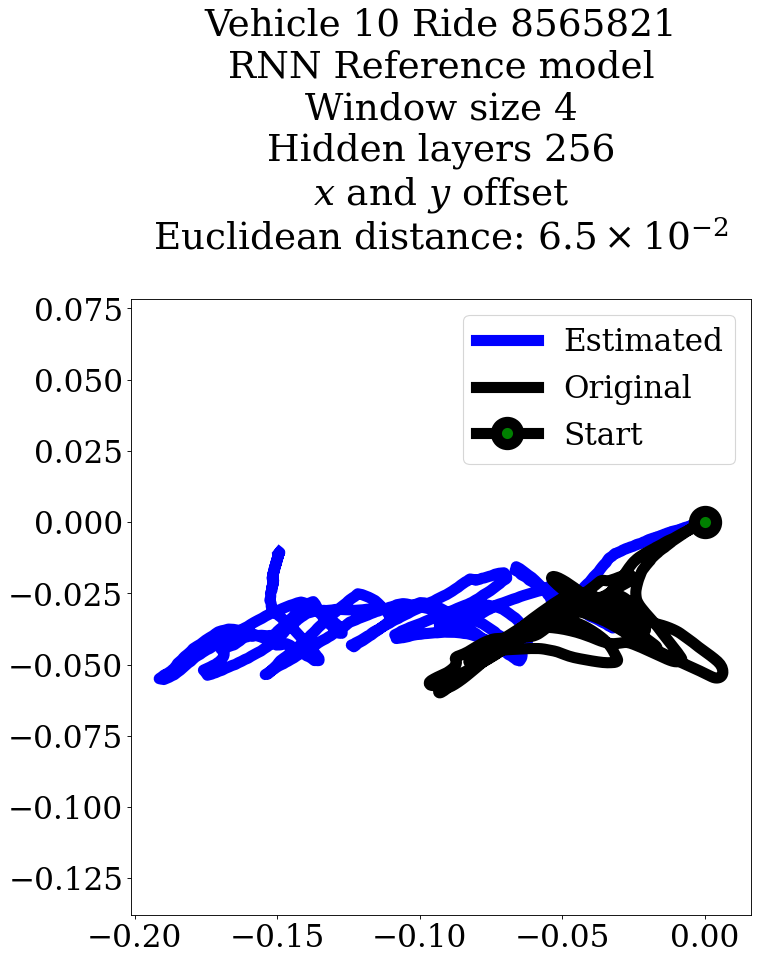 Vehicle 10 Ride 8565821
RNN Reference model
Window size 4
Hidden layers 256
x and y offset
Euclidean distance: 6.5 × 10⁻²
Estimated
Original
Start
0.075
0.050
0.025
0.000
−0.025
−0.050
−0.075
−0.100
−0.125
−0.20 −0.15 −0.10 −0.05 0.00